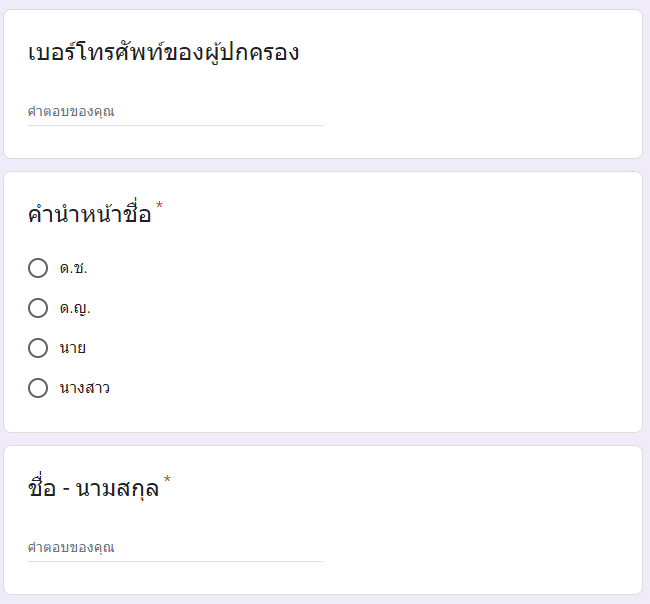 เบอร์โทรศัพท์ของผู้ปกครอง
คำตอบของคุณ
คำนำหน้าชื่อ *
ด.ช.
ด.ญ.
นาย
นางสาว
ชื่อ - นามสกุล *
คำตอบของคุณ